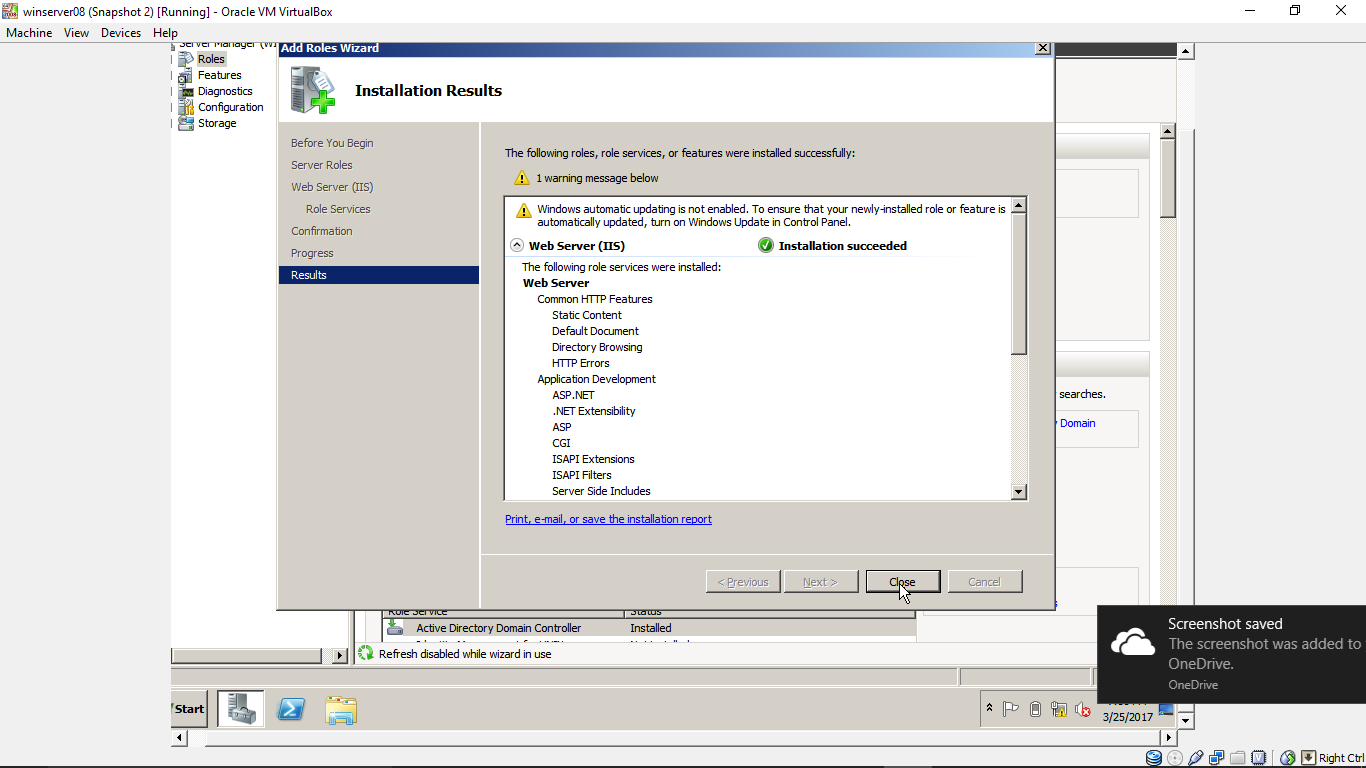 winserver08 (Snapshot 2) [Running] - Oracle VM VirtualBox
Machine View Devices Help
Add Roles Wizard
Roles
Features
Diagnostics
Configuration
Storage
Installation Results
Before You Begin
Server Roles
Web Server (IIS)
Role Services
Confirmation
Progress
Results
The following roles, role services, or features were installed successfully:
1 warning message below
Windows automatic updating is not enabled. To ensure that your newly-installed role or feature is
automatically updated, turn on Windows Update in Control Panel.
Web Server (IIS) Installation succeeded
The following role services were installed:
Web Server
Common HTTP Features
Static Content
Default Document
Directory Browsing
HTTP Errors
Application Development
ASP.NET
.NET Extensibility
ASP
CGI
ISAPI Extensions
ISAPI Filters
Server Side Includes
Print, e-mail, or save the installation report
< Previous Next > Close Cancel
searches.
Domain
Role Service Status
Active Directory Domain Controller Installed
Refresh disabled while wizard in use
Screenshot saved
The screenshot was added to
OneDrive.
OneDrive
Start
3/25/2017
Right Ctrl